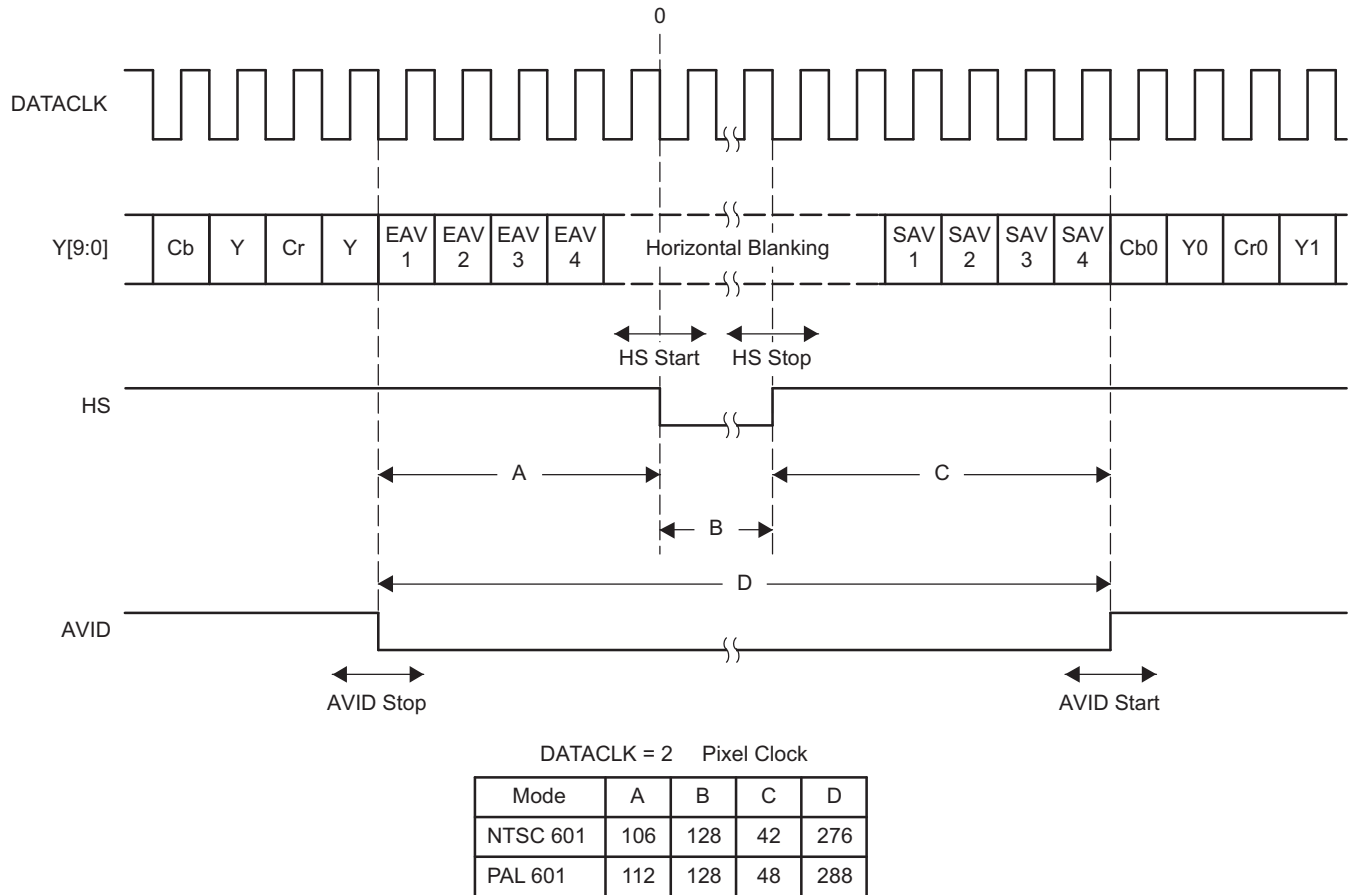 0
DATACLK
Y[9:0]
Cb Y Cr Y EAV 1 EAV 2 EAV 3 EAV 4 Horizontal Blanking SAV 1 SAV 2 SAV 3 SAV 4 Cb0 Y0 Cr0 Y1
HS Start HS Stop
HS
A C
B
D
AVID
AVID Stop AVID Start
DATACLK = 2 Pixel Clock
Mode A B C D
NTSC 601 106 128 42 276
PAL 601 112 128 48 288